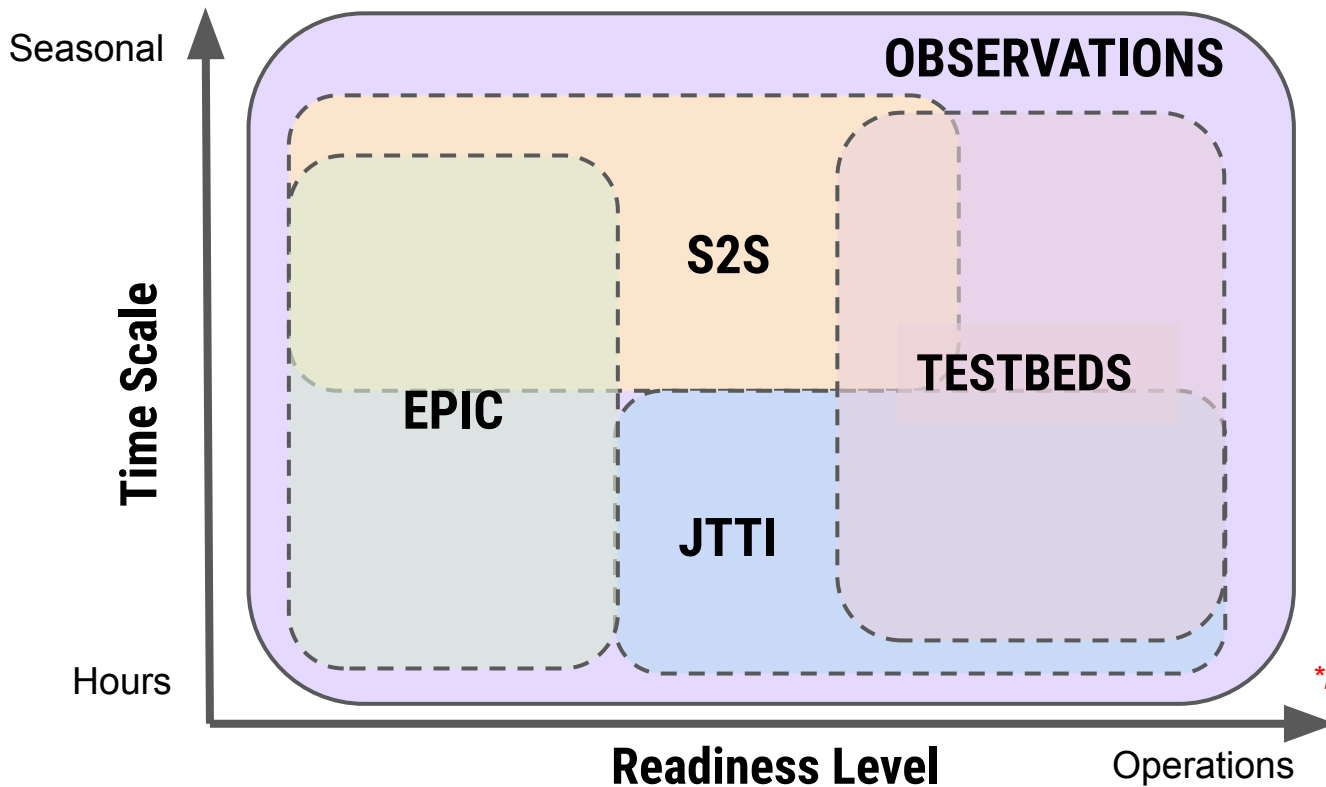 Seasonal
OBSERVATIONS
S2S
Time Scale
TESTBEDS
EPIC
JTTI
Hours
Readiness Level
Operations